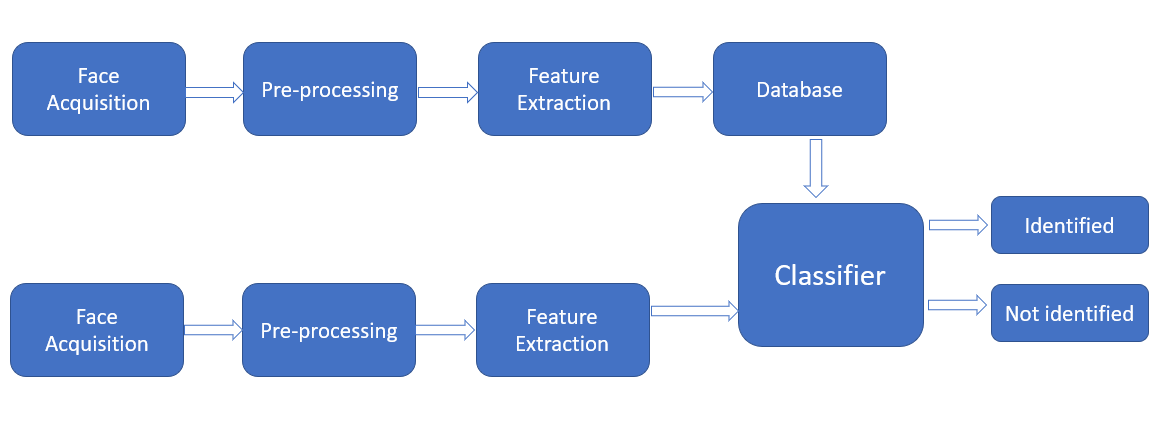 Face
Acquisition
Pre-processing
Feature
Extraction
Database
Classifier
Identified
Not identified
Face
Acquisition
Pre-processing
Feature
Extraction